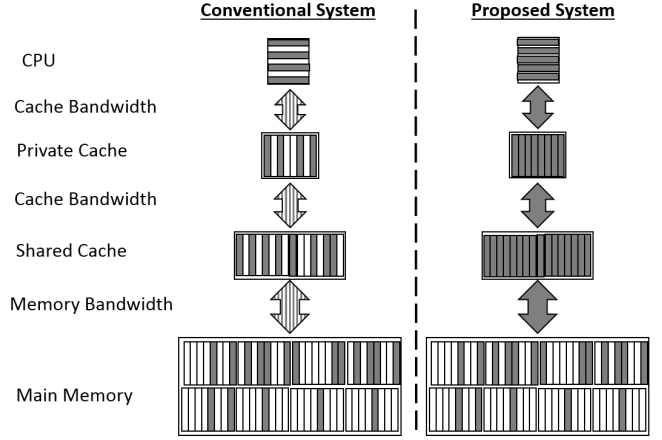 Conventional System
Proposed System
CPU
Cache Bandwidth
Private Cache
Cache Bandwidth
Shared Cache
Memory Bandwidth
Main Memory